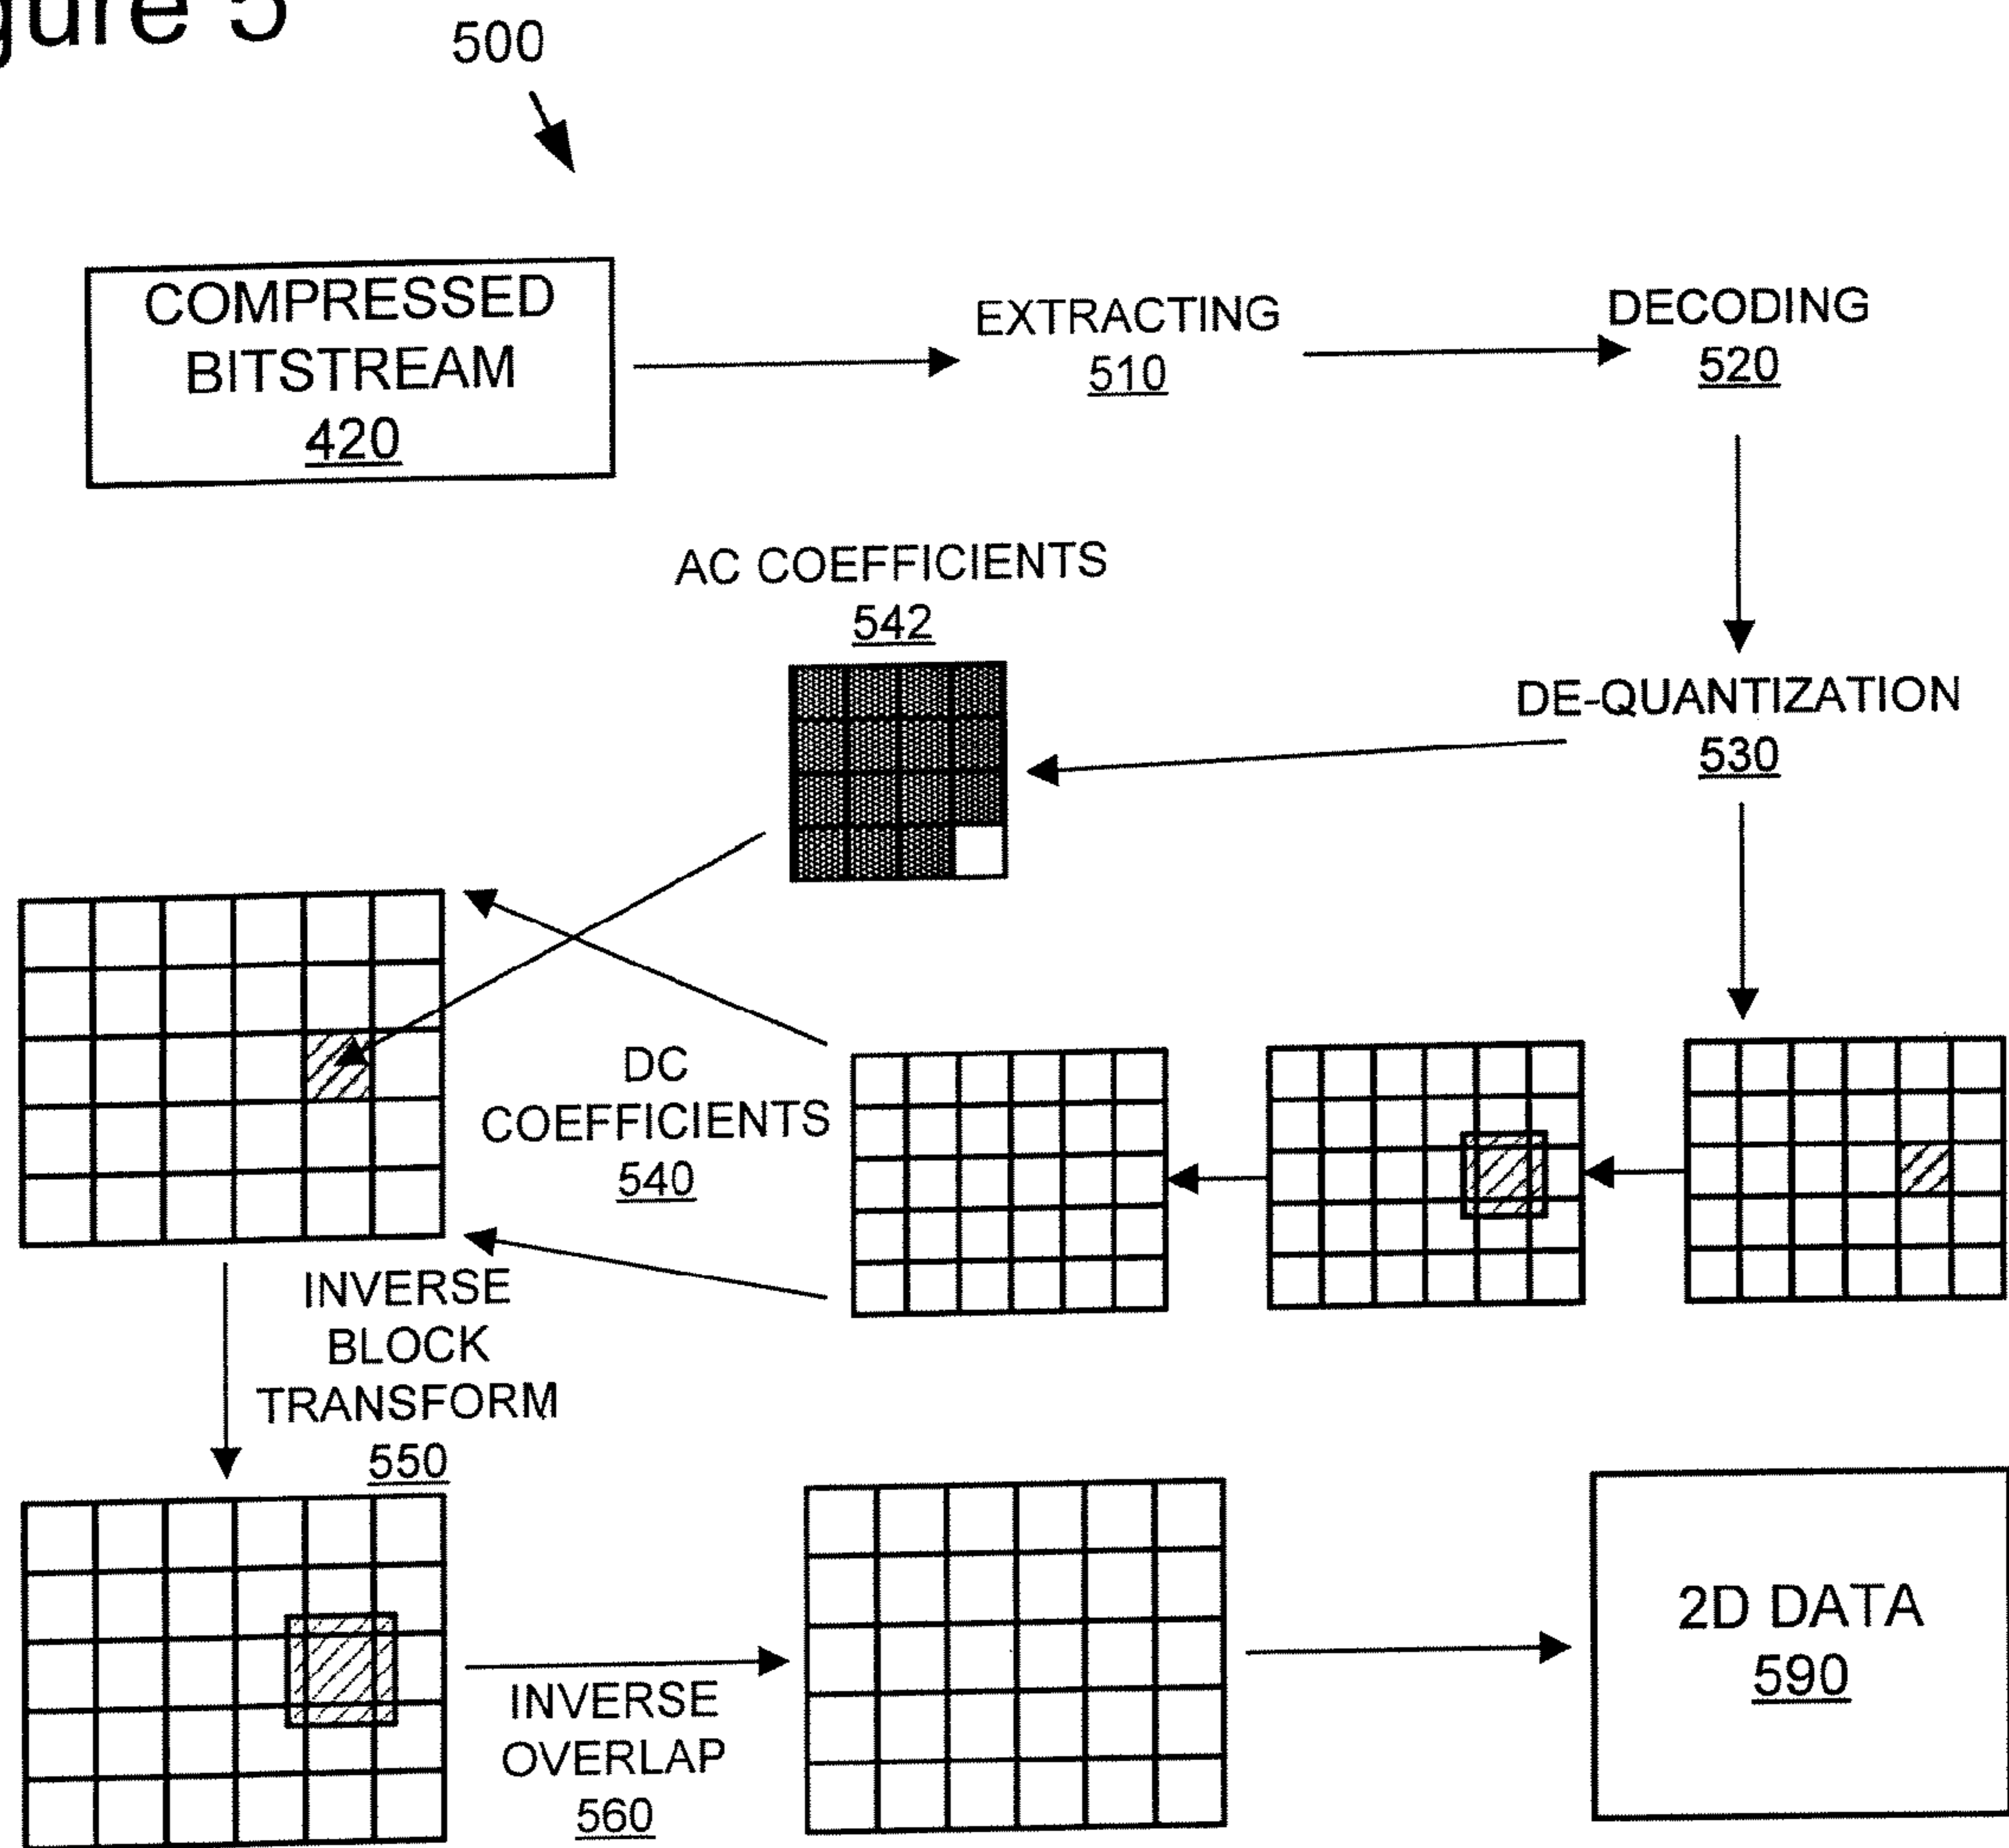 gure 5
500
COMPRESSED
BITSTREAM
420
EXTRACTING
510
DECODING
520
AC COEFFICIENTS
542
DE-QUANTIZATION
530
DC
COEFFICIENTS
540
INVERSE
BLOCK
TRANSFORM
550
INVERSE
OVERLAP
560
2D DATA
590